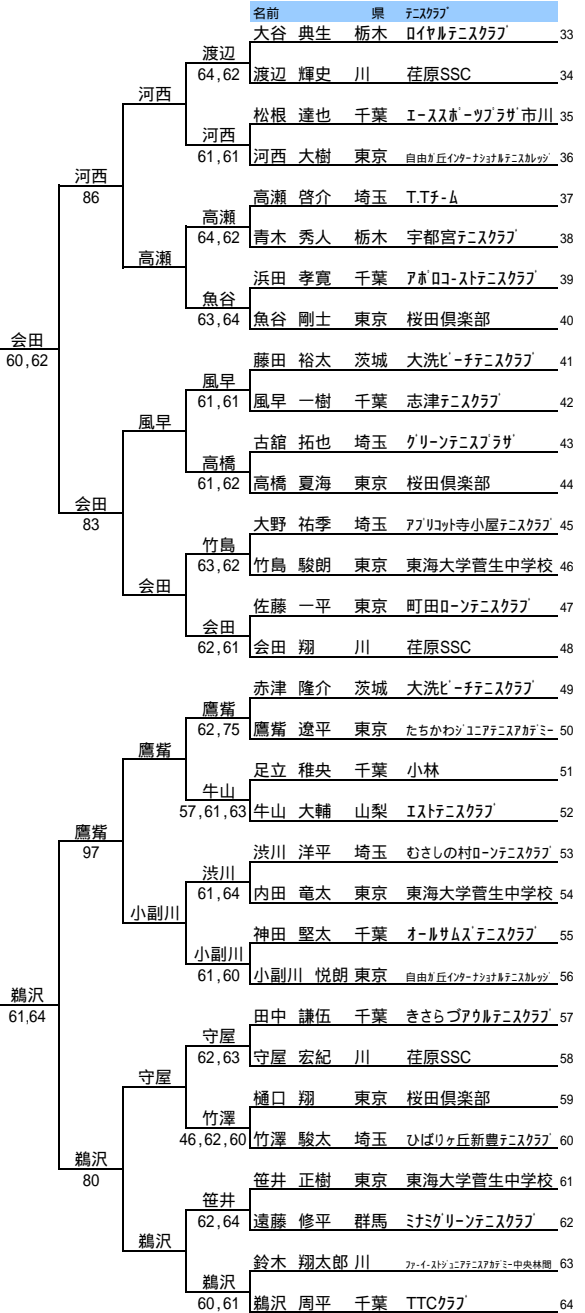 名前 県 ﾃﾆｽｸﾗﾌﾞ
大谷 典生 栃木 ﾛｲﾔﾙﾃﾆｽｸﾗﾌﾞ 33
渡辺
64,62
渡辺 輝史 川 荏原SSC 34
河西
松根 達也 千葉 ｴｰｽｽﾎﾟｰﾂﾌﾟﾗｻﾞ市川 35
河西
61,61
河西 大樹 東京 自由が丘ｲﾝﾀｰﾅｼｮﾅﾙﾃﾆｽｶﾚｯｼﾞ 36
河西
86
高瀬 啓介 埼玉 T.Tﾁｰﾑ 37
高瀬
64,62
青木 秀人 栃木 宇都宮ﾃﾆｽｸﾗﾌﾞ 38
高瀬
浜田 孝寛 千葉 ｱﾎﾟﾛｺｰｽﾄﾃﾆｽｸﾗﾌﾞ 39
魚谷
63,64
魚谷 剛士 東京 桜田倶楽部 40
会田
60,62
藤田 裕太 茨城 大洗ﾋﾞｰﾁﾃﾆｽｸﾗﾌﾞ 41
風早
61,61
風早 一樹 千葉 志津ﾃﾆｽｸﾗﾌﾞ 42
風早
古舘 拓也 埼玉 ｸﾞﾘｰﾝﾃﾆｽﾌﾟﾗｻﾞ 43
高橋
61,62
高橋 夏海 東京 桜田倶楽部 44
会田
83
大野 祐季 埼玉 ｱﾌﾟﾘｺｯﾄ寺小屋ﾃﾆｽｸﾗﾌﾞ 45
竹島
63,62
竹島 駿朗 東京 東海大学菅生中学校 46
会田
佐藤 一平 東京 町田ﾛｰﾝﾃﾆｽｸﾗﾌﾞ 47
会田
62,61
会田 翔 川 荏原SSC 48
赤津 隆介 茨城 大洗ﾋﾞｰﾁﾃﾆｽｸﾗﾌﾞ 49
鷹觜
62,75
鷹觜 遼平 東京 たちかわｼﾞｭﾆｱﾃﾆｽｱｶﾃﾞﾐｰ 50
鷹觜
足立 稚央 千葉 小林 51
牛山
57,61,63
牛山 大輔 山梨 ｴｽﾄﾃﾆｽｸﾗﾌﾞ 52
鷹觜
97
渋川 洋平 埼玉 むさしの村ﾛｰﾝﾃﾆｽｸﾗﾌﾞ 53
渋川
61,64
内田 竜太 東京 東海大学菅生中学校 54
小副川
神田 堅太 千葉 ｵｰﾙｻﾑｽﾞﾃﾆｽｸﾗﾌﾞ 55
小副川
61,60
小副川 悦朗 東京 自由が丘ｲﾝﾀｰﾅｼｮﾅﾙﾃﾆｽｶﾚｯｼﾞ 56
鵜沢
61,64
田中 謙伍 千葉 きさらづｱｳﾙﾃﾆｽｸﾗﾌﾞ 57
守屋
62,63
守屋 宏紀 川 荏原SSC 58
守屋
樋口 翔 東京 桜田倶楽部 59
竹澤
46,62,60
竹澤 駿太 埼玉 ひばりヶ丘新豊ﾃﾆｽｸﾗﾌﾞ 60
鵜沢
80
笹井 正樹 東京 東海大学菅生中学校 61
笹井
62,64
遠藤 修平 群馬 ﾐﾅﾐｸﾞﾘｰﾝﾃﾆｽｸﾗﾌﾞ 62
鵜沢
鈴木 翔太郎 川 ﾌｧｰｲｰｽﾄｼﾞｭﾆｱﾃﾆｽｱｶﾃﾞﾐｰ中央林間 63
鵜沢
60,61
鵜沢 周平 千葉 TTCｸﾗﾌﾞ 64